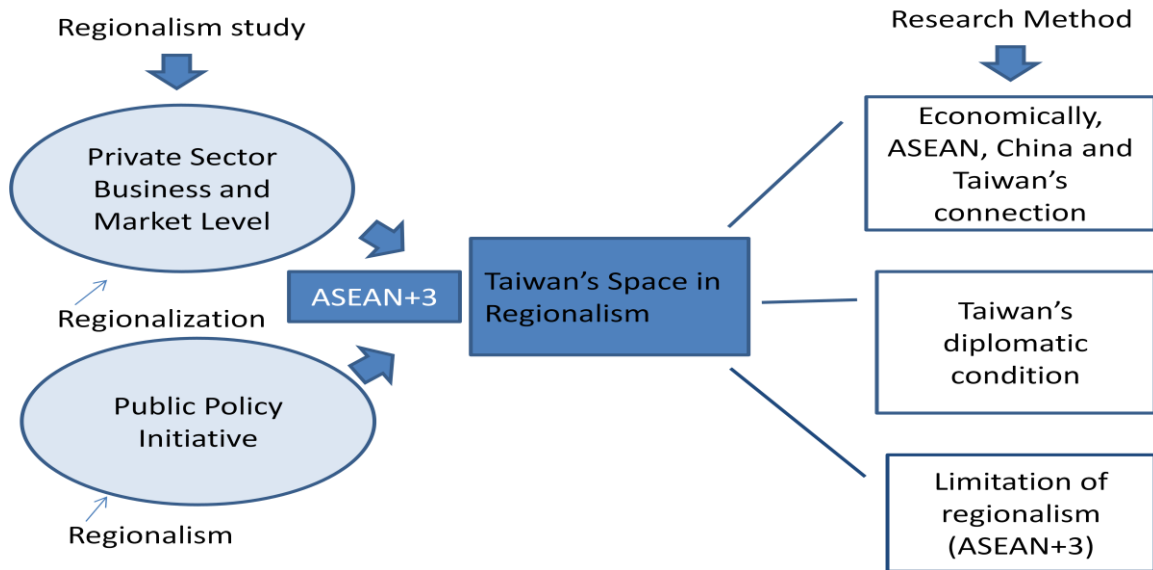 Regionalism study
Private Sector
Business and
Market Level
Regionalization
Public Policy
Initiative
Regionalism
ASEAN+3
Taiwan's Space in
Regionalism
Research Method
Economically,
ASEAN, China and
Taiwan's
connection
Taiwan's
diplomatic
condition
Limitation of
regionalism
(ASEAN+3)